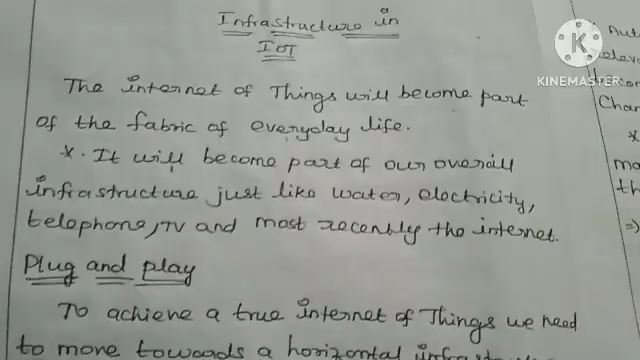 Infrastructure in
IOT
The internet of Things will become part
of the fabric of everyday life.
*. It will become part of our overall
infrastructure just like water, electricity,
telephone, TV and most recently the internet.
Plug and play
To achieve a true internet of Things we need
to move towards a horizontal
KINEMASTER